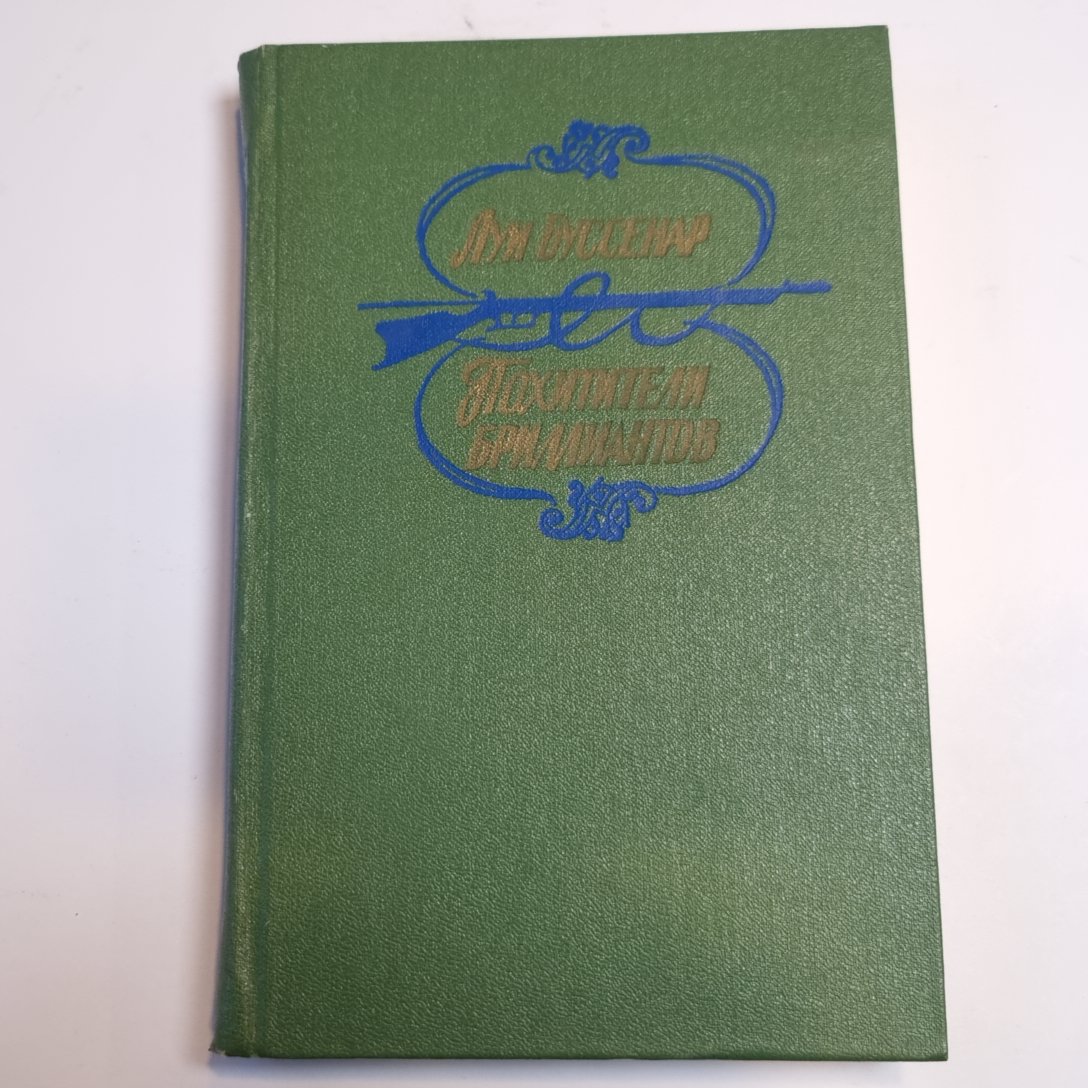 Луи Буссенар
Похитители
бриллиантов